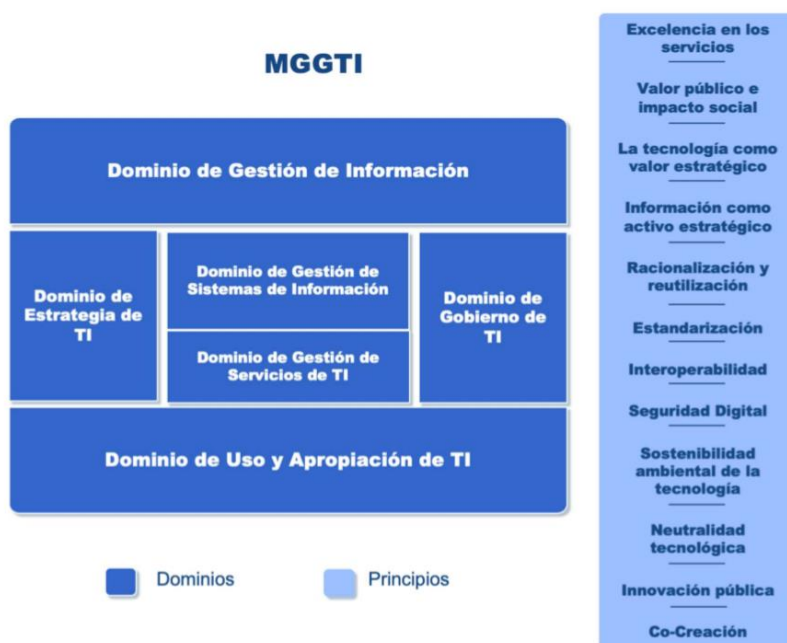 MGGTI
Dominio de Gestión de Información
Dominio de
Estrategia de
TI
Dominio de Gestión de
Sistemas de Información
Dominio de Gestión de
Servicios de TI
Dominio de
Gobierno de
TI
Dominio de Uso y Apropiación de TI
Dominios
Principios
Excelencia en los
servicios
Valor público e
impacto social
La tecnología como
valor estratégico
Información como
activo estratégico
Racionalización y
reutilización
Estandarización
Interoperabilidad
Seguridad Digital
Sostenibilidad
ambiental de la
tecnología
Neutralidad
tecnológica
Innovación pública
Co-Creación